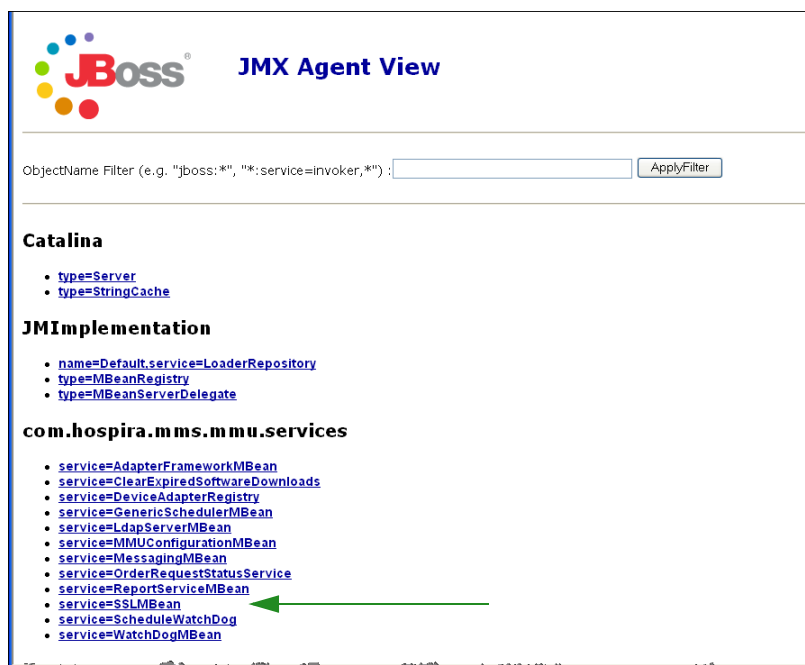 JBoss®
JMX Agent View
ObjectName Filter (e.g. "jboss:*", "*:service=invoker,*") :
ApplyFilter
Catalina
type=Server
type=StringCache
JMImplementation
name=Default,service=LoaderRepository
type=MBeanRegistry
type=MBeanServerDelegate
com.hospira.mms.mmu.services
service=AdapterFrameworkMBean
service=ClearExpiredSoftwareDownloads
service=DeviceAdapterRegistry
service=GenericSchedulerMBean
service=LdapServerMBean
service=MMUConfigurationMBean
service=MessagingMBean
service=OrderRequestStatusService
service=ReportServiceMBean
service=SSLMBean
service=ScheduleWatchDog
service=WatchDogMBean